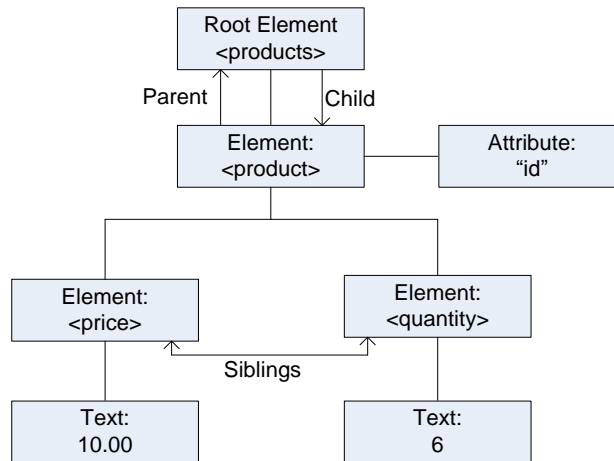 Root Element
<products>
Parent
Child
Element:
<product>
Attribute:
“id”
Element:
<price>
Element:
<quantity>
Siblings
Text:
10.00
Text:
6